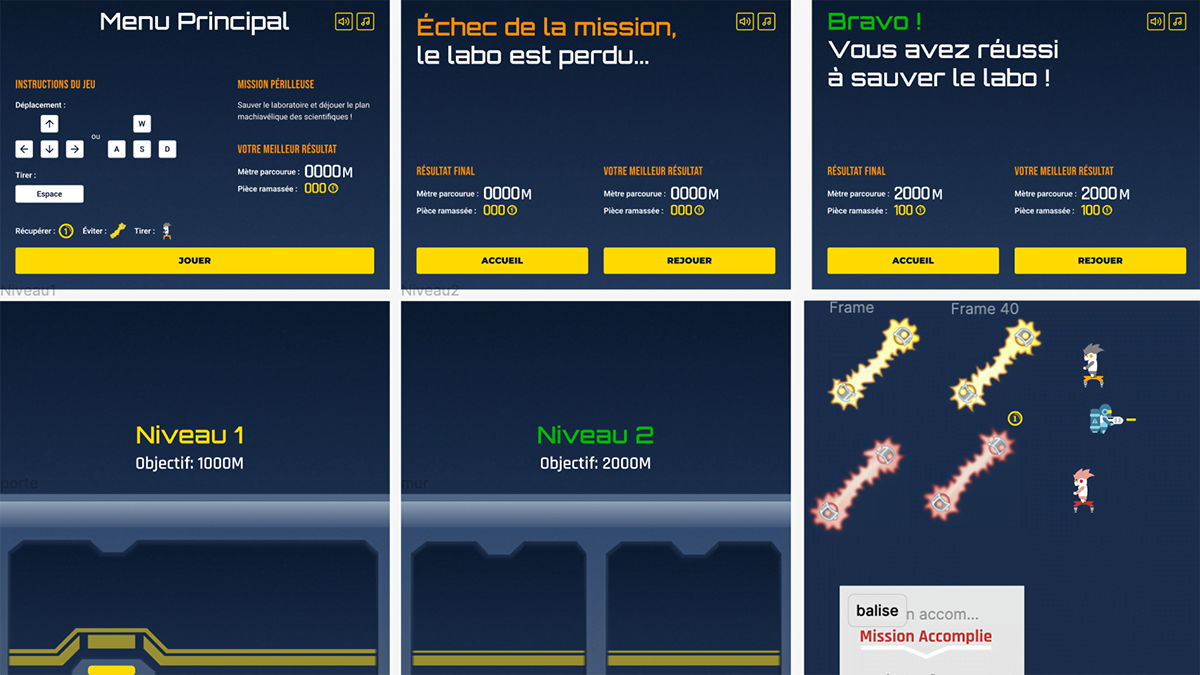 Menu Principal
INSTRUCTIONS DU JEU
Déplacement :
ou
W
A
S
D
Tirer :
Espace
Récupérer :
1
Éviter :
Tirer :
MISSION PÉRILLEUSE
Sauver le laboratoire et déjouer le plan
machiavélique des scientifiques !
VOTRE MEILLEUR RÉSULTAT
Mètre parcourue : 0000M
Pièce ramassée : 000
JOUER
Échec de la mission,
le labo est perdu...
RÉSULTAT FINAL
Mètre parcourue : 0000M
Pièce ramassée : 000
VOTRE MEILLEUR RÉSULTAT
Mètre parcourue : 0000M
Pièce ramassée : 000
ACCUEIL
REJOUER
Bravo !
Vous avez réussi
à sauver le labo !
RÉSULTAT FINAL
Mètre parcourue : 2000M
Pièce ramassée : 100
VOTRE MEILLEUR RÉSULTAT
Mètre parcourue : 2000M
Pièce ramassée : 100
ACCUEIL
REJOUER
Niveau1
Niveau 1
Objectif: 1000M
porte
Niveau2
Niveau 2
Objectif: 2000M
mur
Frame
Frame 40
1
balise
n accom...
Mission Accomplie